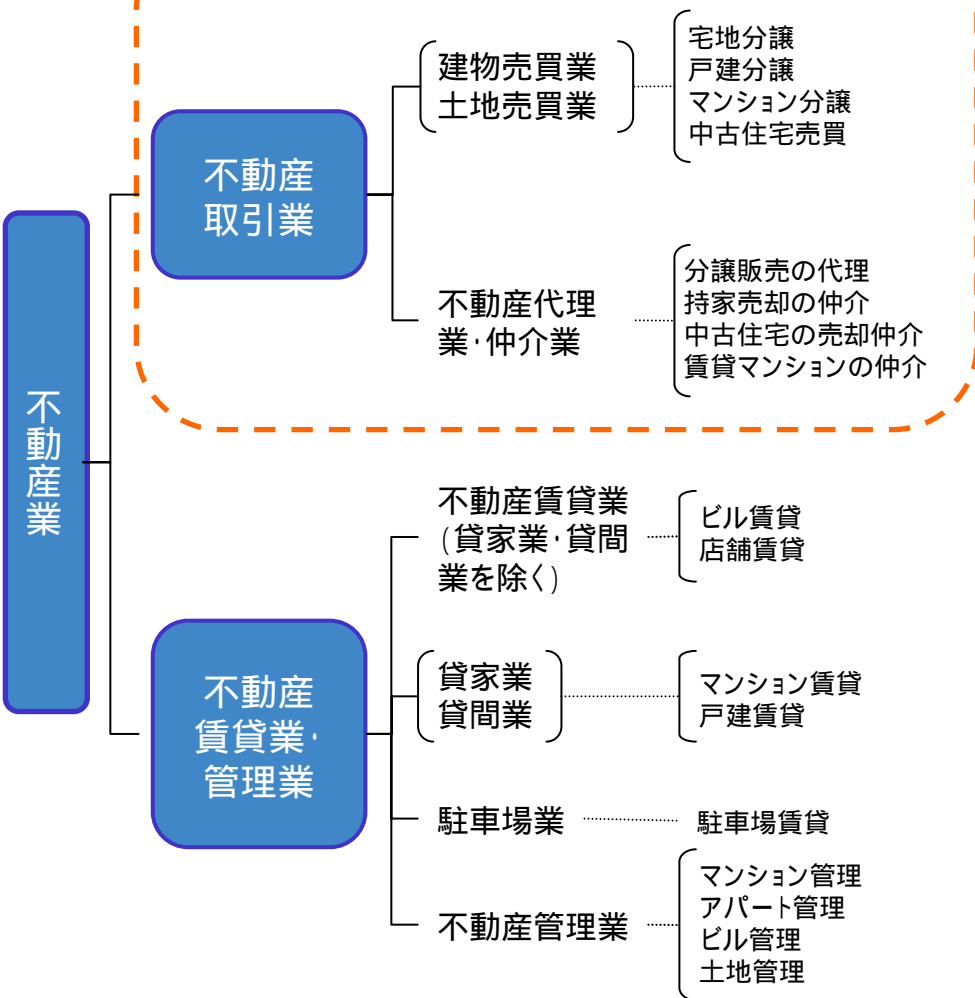 不動産業
不動産
取引業
建物売買業
土地売買業
宅地分譲
戸建分譲
マンション分譲
中古住宅売買
不動産代理
業・仲介業
分譲販売の代理
持家売却の仲介
中古住宅の売却仲介
賃貸マンションの仲介
不動産
賃貸業・
管理業
不動産賃貸業
(貸家業・貸間
業を除く)
ビル賃貸
店舗賃貸
貸家業
貸間業
マンション賃貸
戸建賃貸
駐車場業
駐車場賃貸
不動産管理業
マンション管理
アパート管理
ビル管理
土地管理